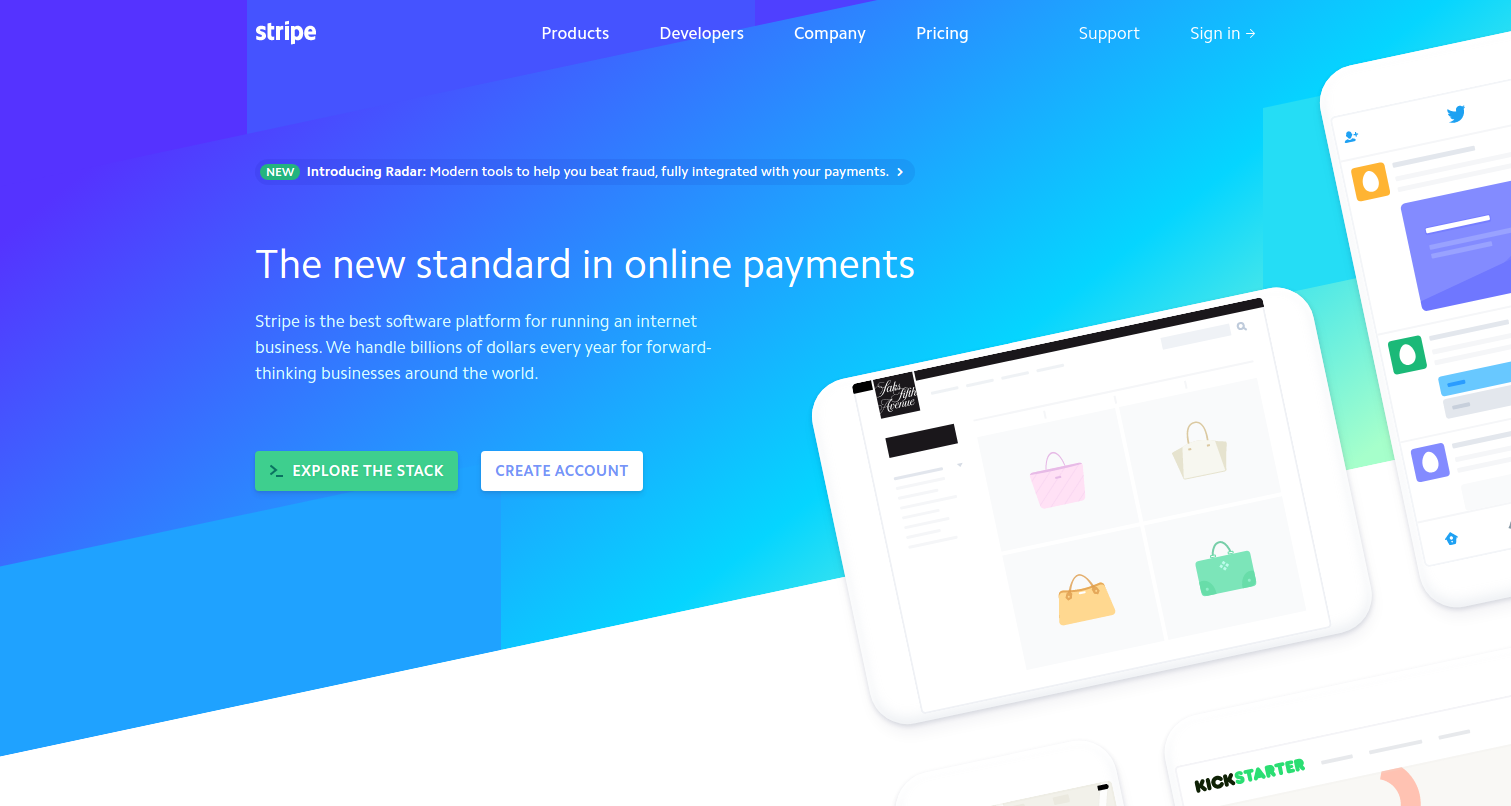 stripe
Products
Developers
Company
Pricing
Support
Sign in →
NEW Introducing Radar: Modern tools to help you beat fraud, fully integrated with your payments.
The new standard in online payments
Stripe is the best software platform for running an internet
business. We handle billions of dollars every year for forward-
thinking businesses around the world.
EXPLORE THE STACK
CREATE ACCOUNT
Saks
Fifth
Avenue
KICKSTARTER